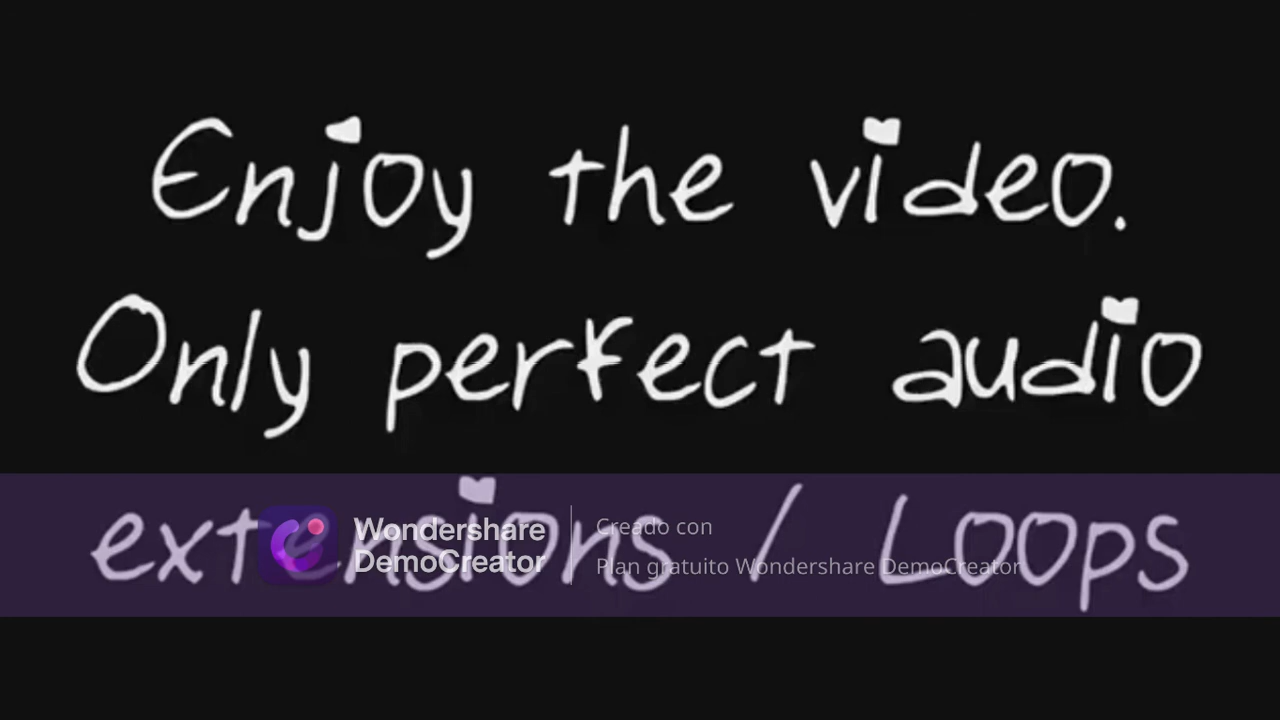 Enjoy the video.
Only perfect audio
extensions / Loops
Wondershare
DemoCreator
Creado con
Plan gratuito Wondershare DemoCreator